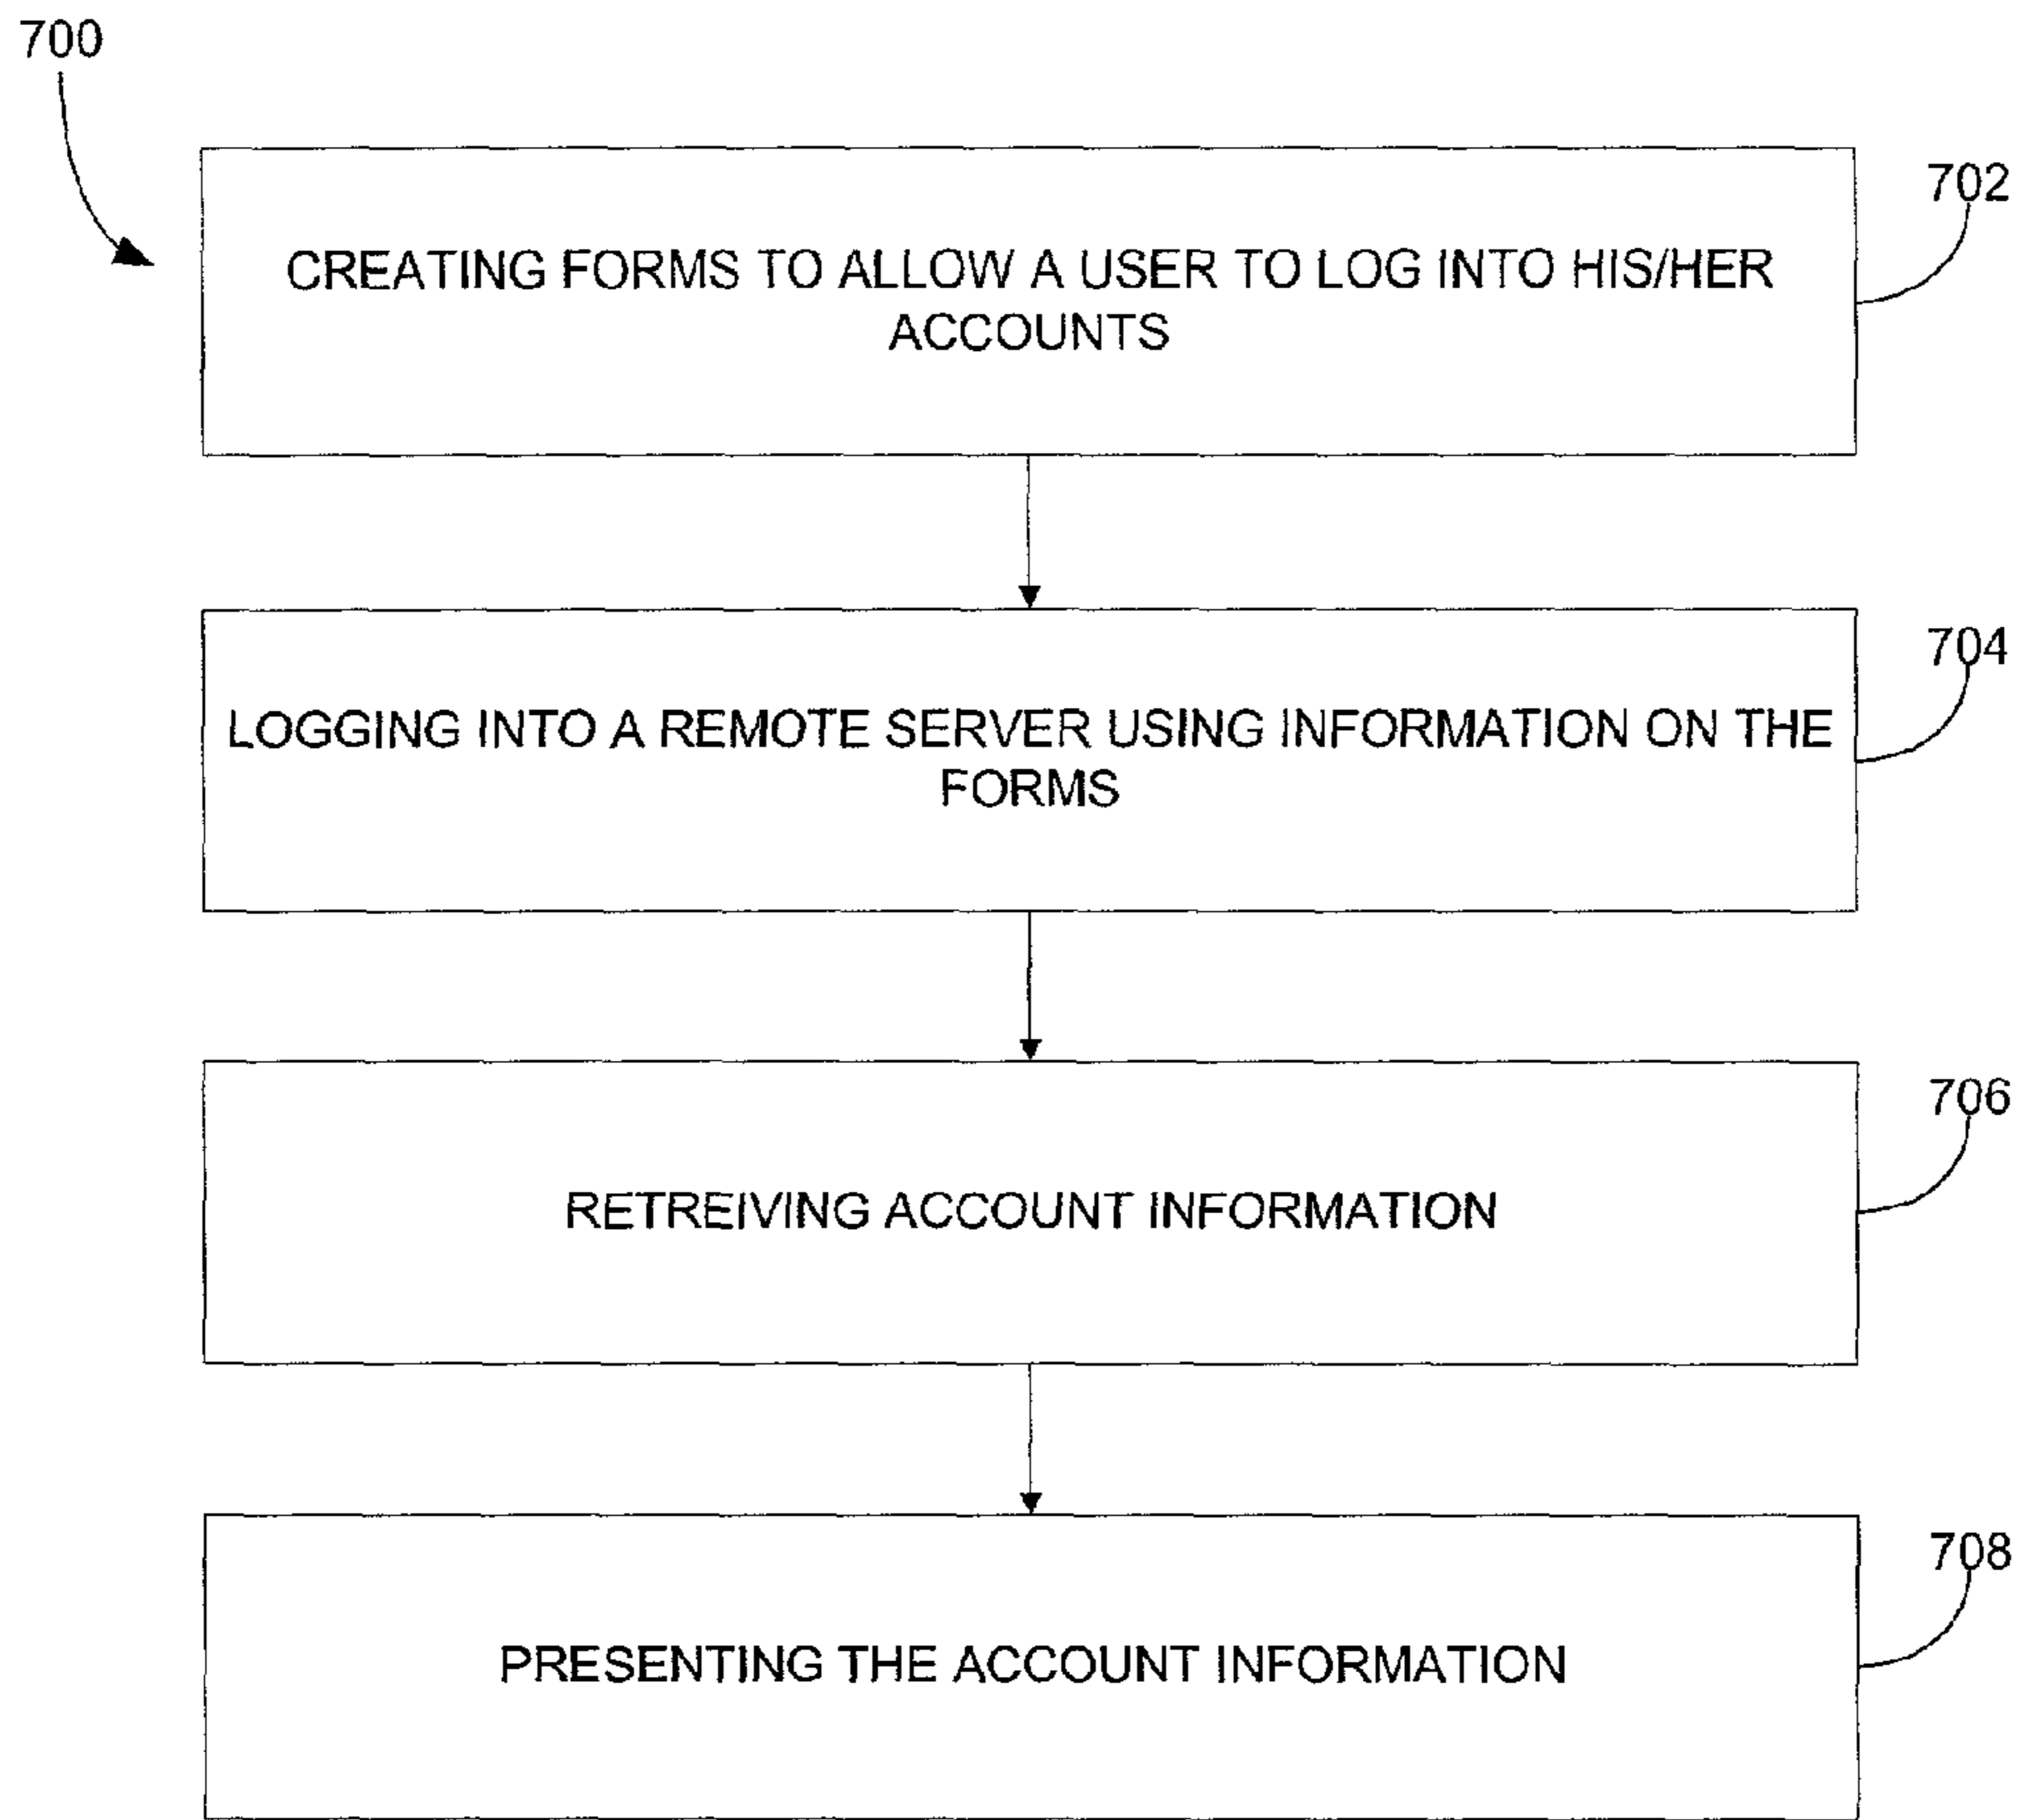 700
702
CREATING FORMS TO ALLOW A USER TO LOG INTO HIS/HER
ACCOUNTS
704
LOGGING INTO A REMOTE SERVER USING INFORMATION ON THE
FORMS
706
RETREIVING ACCOUNT INFORMATION
708
PRESENTING THE ACCOUNT INFORMATION